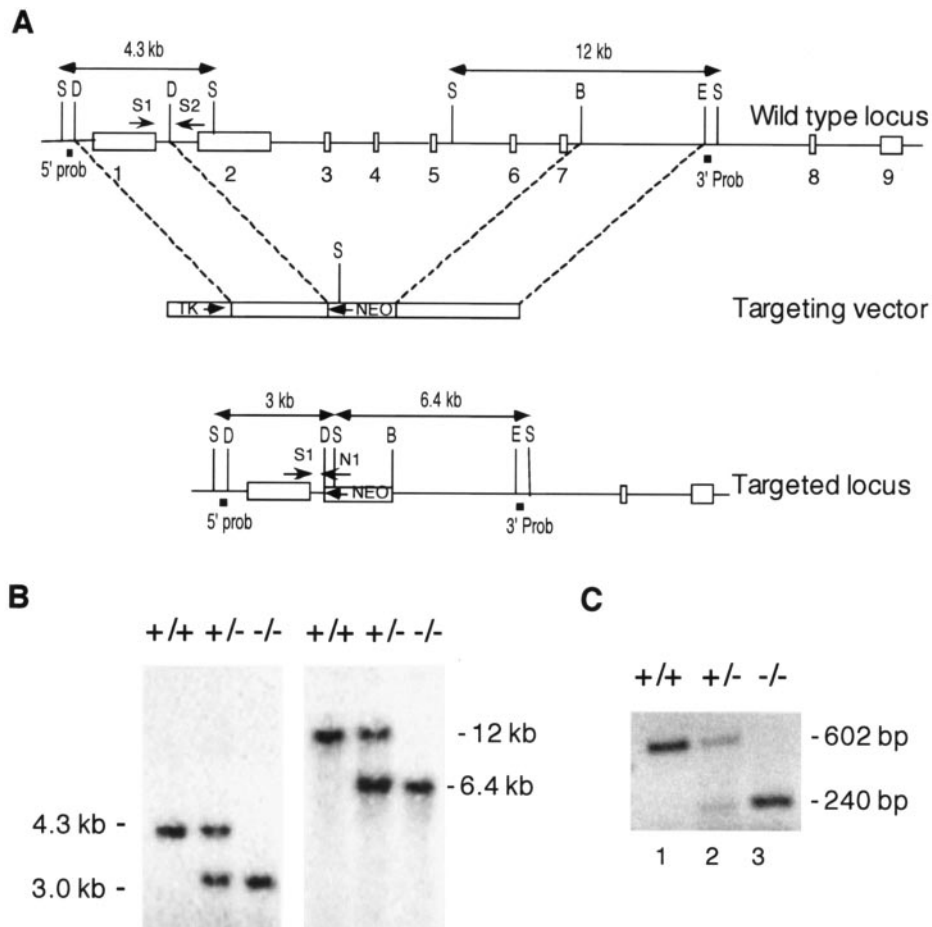 A
4.3 kb 12 kb
S D D S S B E S
S1 S2
Wild type locus
5' prob 1 2 3 4 5 6 7 3' Prob 8 9
S
TK NEO
Targeting vector
3 kb 6.4 kb
S D D S B E S
S1 N1
NEO
Targeted locus
5' prob 3' Prob
B
+/+ +/- -/- +/+ +/- -/-
- 12 kb
- 6.4 kb
4.3 kb -
3.0 kb -
C
+/+ +/- -/-
- 602 bp
- 240 bp
1 2 3